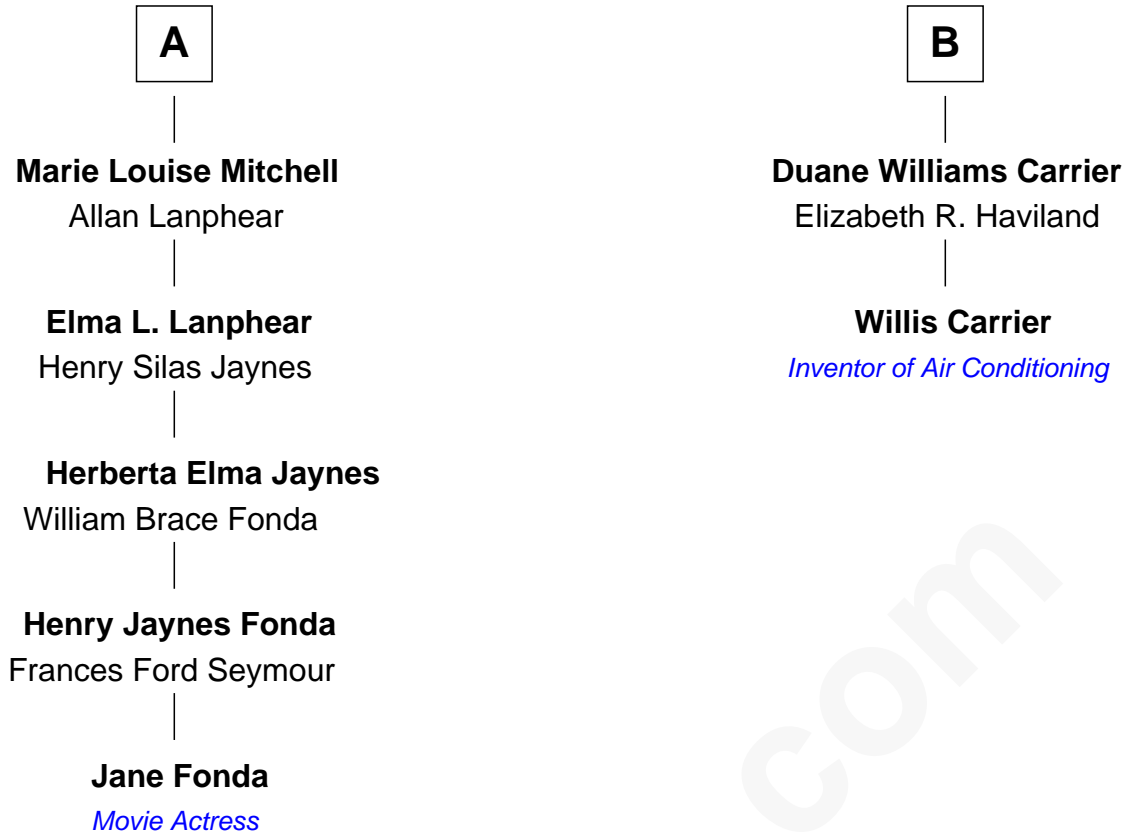 A
Marie Louise Mitchell
Allan Lanphear
Elma L. Lanphear
Henry Silas Jaynes
Herberta Elma Jaynes
William Brace Fonda
Henry Jaynes Fonda
Frances Ford Seymour
Jane Fonda
Movie Actress
B
Duane Williams Carrier
Elizabeth R. Haviland
Willis Carrier
Inventor of Air Conditioning
com